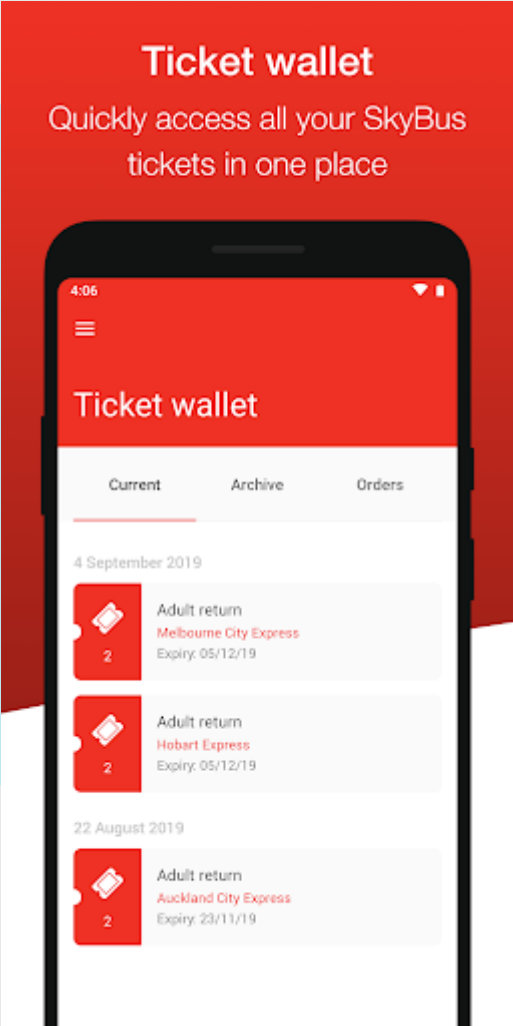 Ticket wallet
Quickly access all your SkyBus
tickets in one place
4:06
Ticket wallet
Current Archive Orders
4 September 2019
Adult return
Melbourne City Express
2
Expiry: 05/12/19
Adult return
Hobart Express
2
Expiry: 05/12/19
22 August 2019
Adult return
Auckland City Express
2
Expiry: 23/11/19